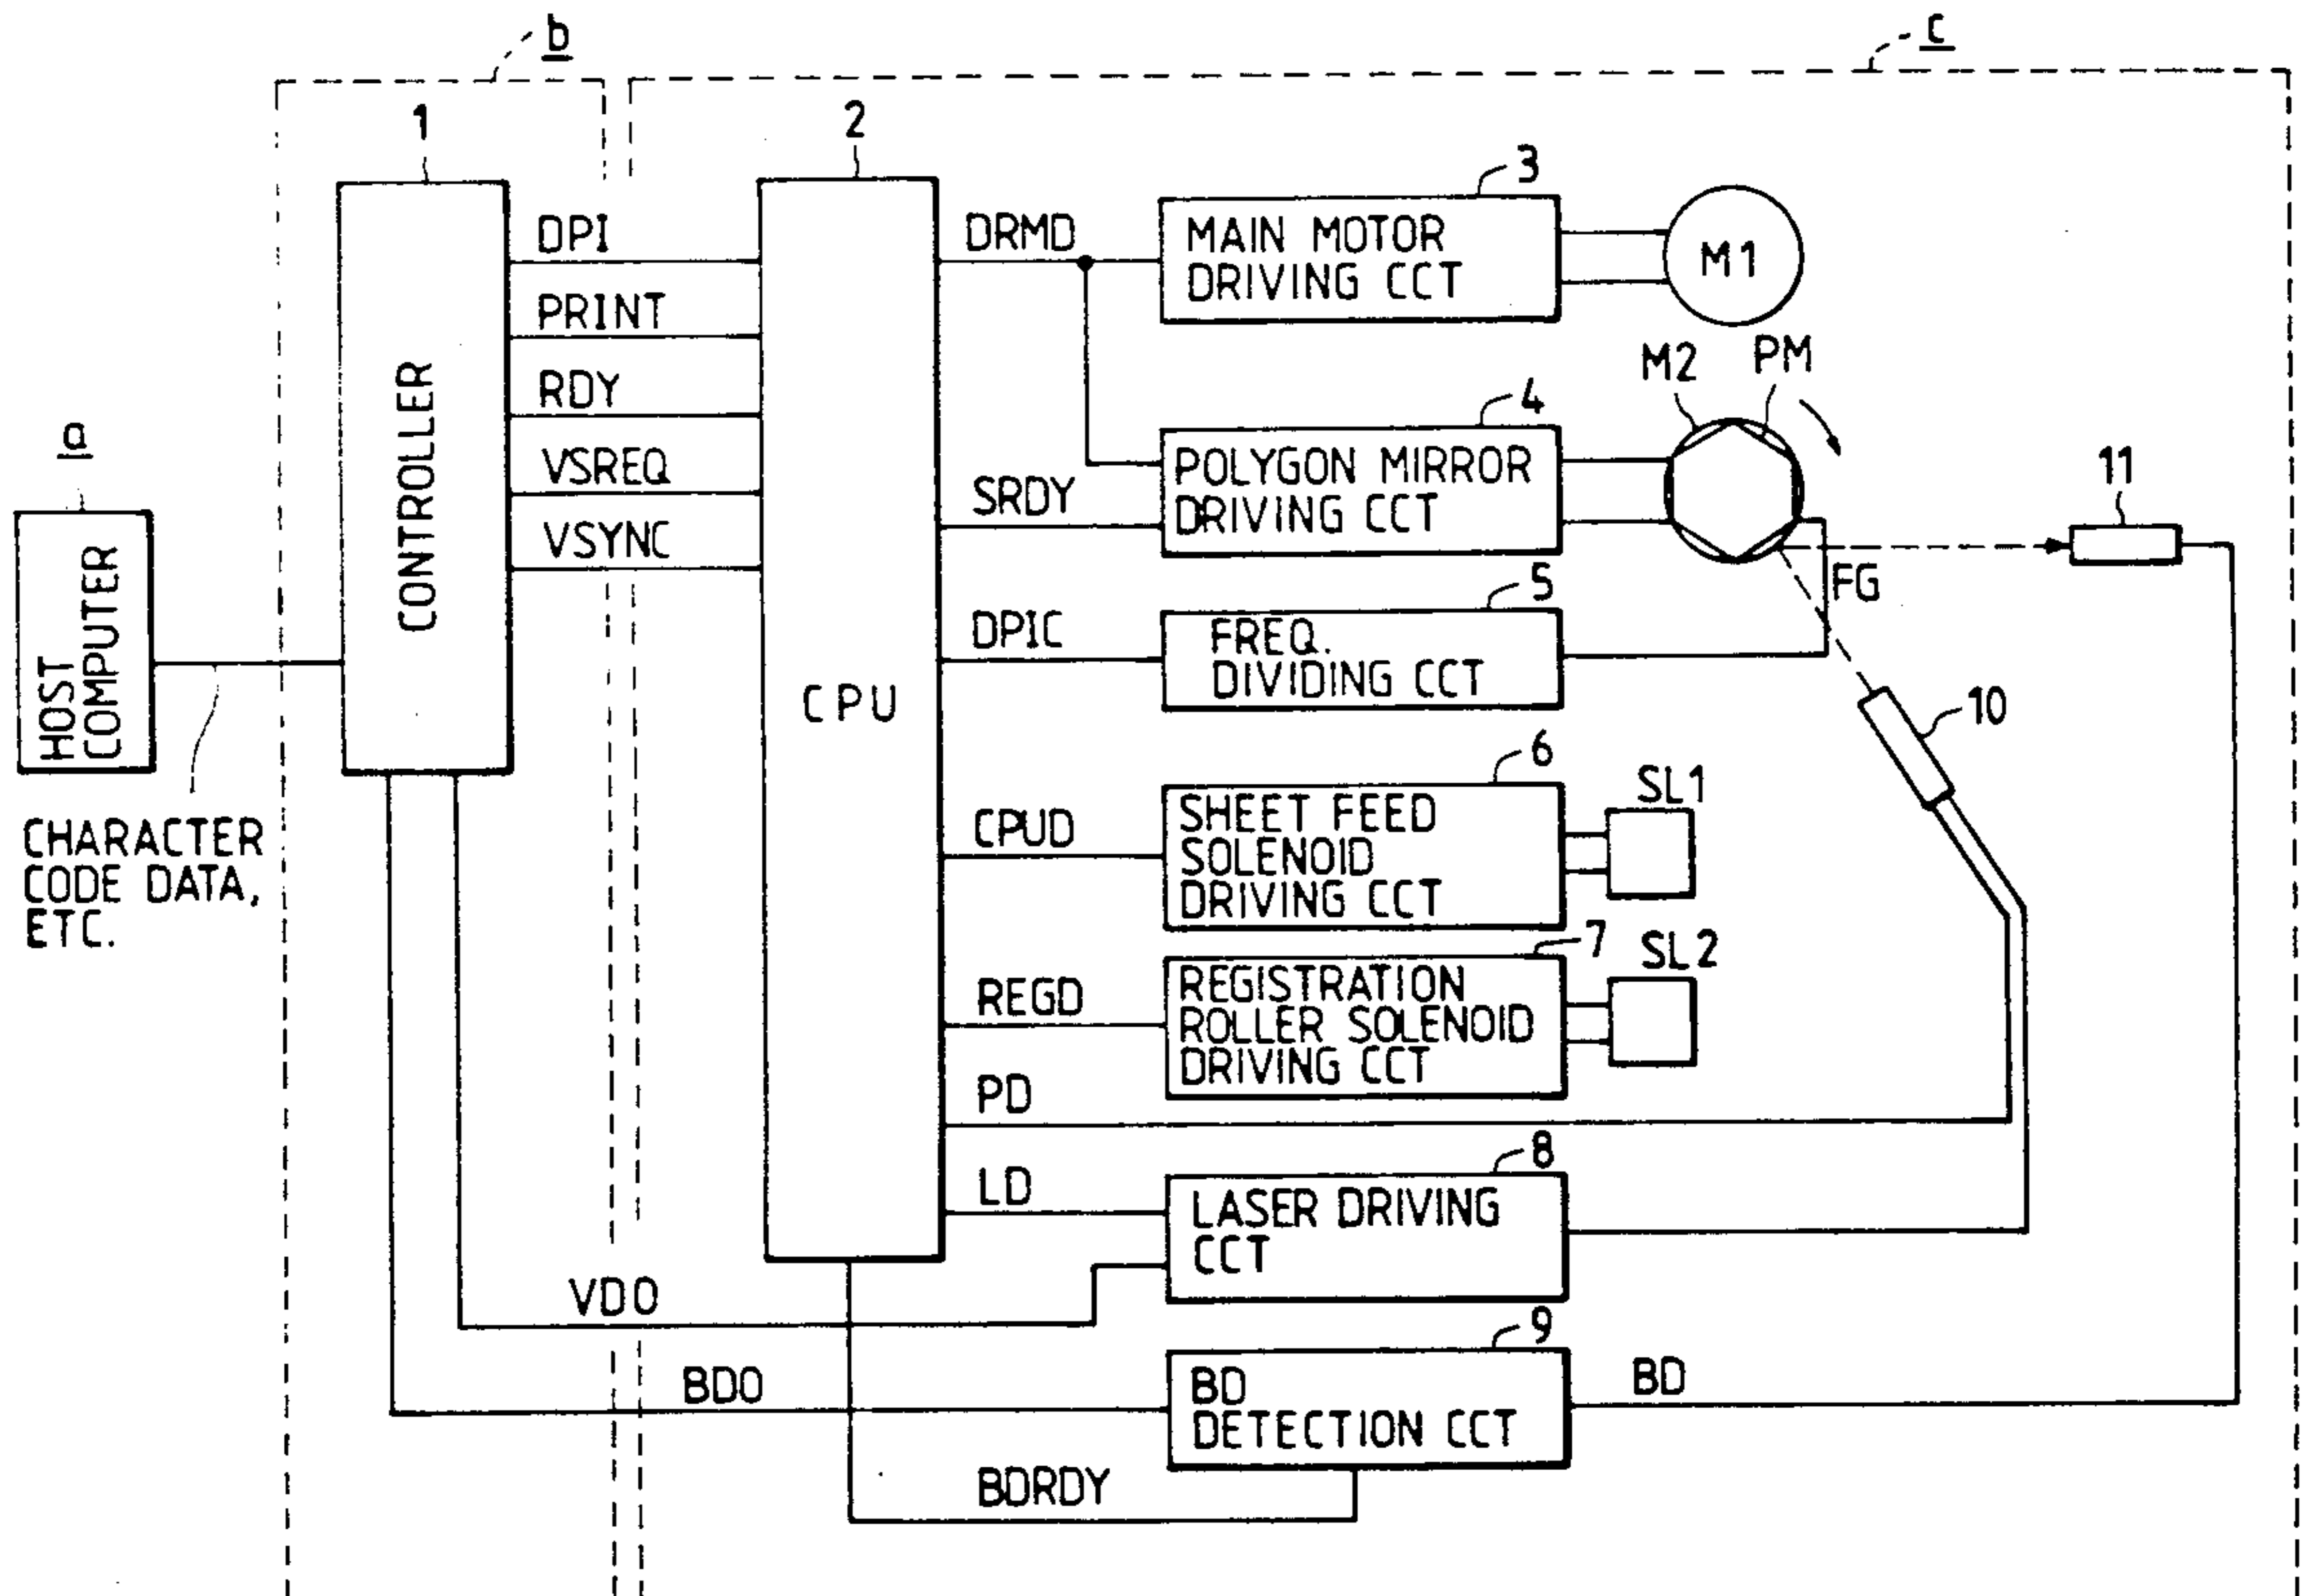 b
c
1
2
3
DPI
DRMD
MAIN MOTOR
DRIVING CCT
M1
PRINT
M2
PM
RDY
4
a
CONTROLLER
VSREQ
POLYGON MIRROR
DRIVING CCT
SRDY
11
VSYNC
HOST
COMPUTER
5
FG
DPIC
FREQ.
DIVIDING CCT
CPU
10
6
SL1
CHARACTER
CODE DATA,
ETC.
CPUD
SHEET FEED
SOLENOID
DRIVING CCT
7
SL2
REGD
REGISTRATION
ROLLER SOLENOID
DRIVING CCT
PD
8
LD
LASER DRIVING
CCT
VDO
9
BDO
BD
DETECTION CCT
BD
BDRDY